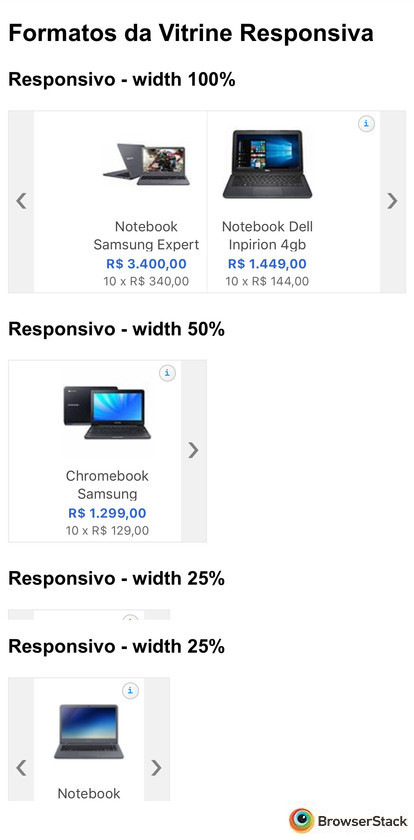 Formatos da Vitrine Responsiva
Responsivo - width 100%
i
Notebook
Samsung Expert
R$ 3.400,00
10 x R$ 340,00
Notebook Dell
Inpirion 4gb
R$ 1.449,00
10 x R$ 144,00
Responsivo - width 50%
i
Chromebook
Samsung
R$ 1.299,00
10 x R$ 129,00
Responsivo - width 25%
Responsivo - width 25%
i
Notebook
BrowserStack